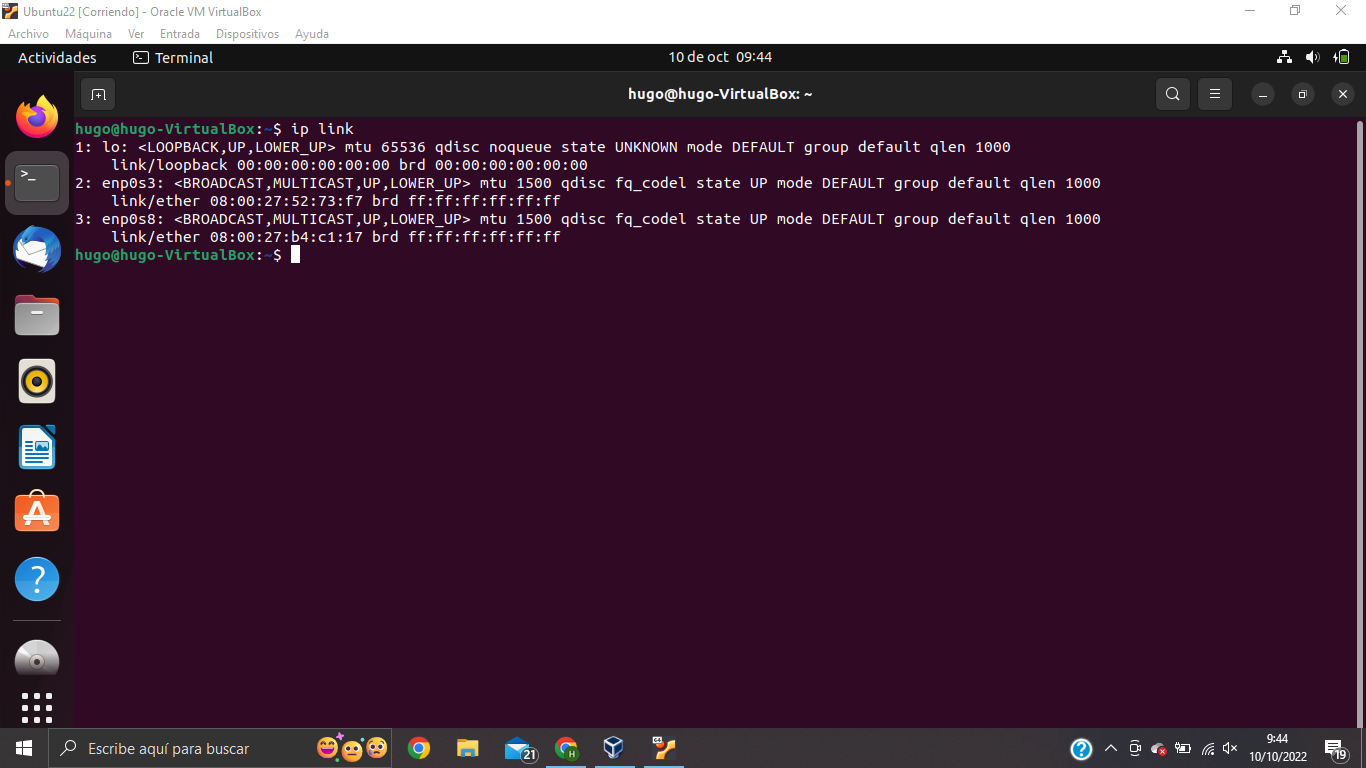 Ubuntu22 [Corriendo] - Oracle VM VirtualBox
Archivo Máquina Ver Entrada Dispositivos Ayuda
Actividades Terminal 10 de oct 09:44
hugo@hugo-VirtualBox: ~
hugo@hugo-VirtualBox:~$ ip link
1: lo: <LOOPBACK,UP,LOWER_UP> mtu 65536 qdisc noqueue state UNKNOWN mode DEFAULT group default qlen 1000
    link/loopback 00:00:00:00:00:00 brd 00:00:00:00:00:00
2: enp0s3: <BROADCAST,MULTICAST,UP,LOWER_UP> mtu 1500 qdisc fq_codel state UP mode DEFAULT group default qlen 1000
    link/ether 08:00:27:52:73:f7 brd ff:ff:ff:ff:ff:ff
3: enp0s8: <BROADCAST,MULTICAST,UP,LOWER_UP> mtu 1500 qdisc fq_codel state UP mode DEFAULT group default qlen 1000
    link/ether 08:00:27:b4:c1:17 brd ff:ff:ff:ff:ff:ff
hugo@hugo-VirtualBox:~$
Escribe aquí para buscar
21
H
9:44
10/10/2022
19